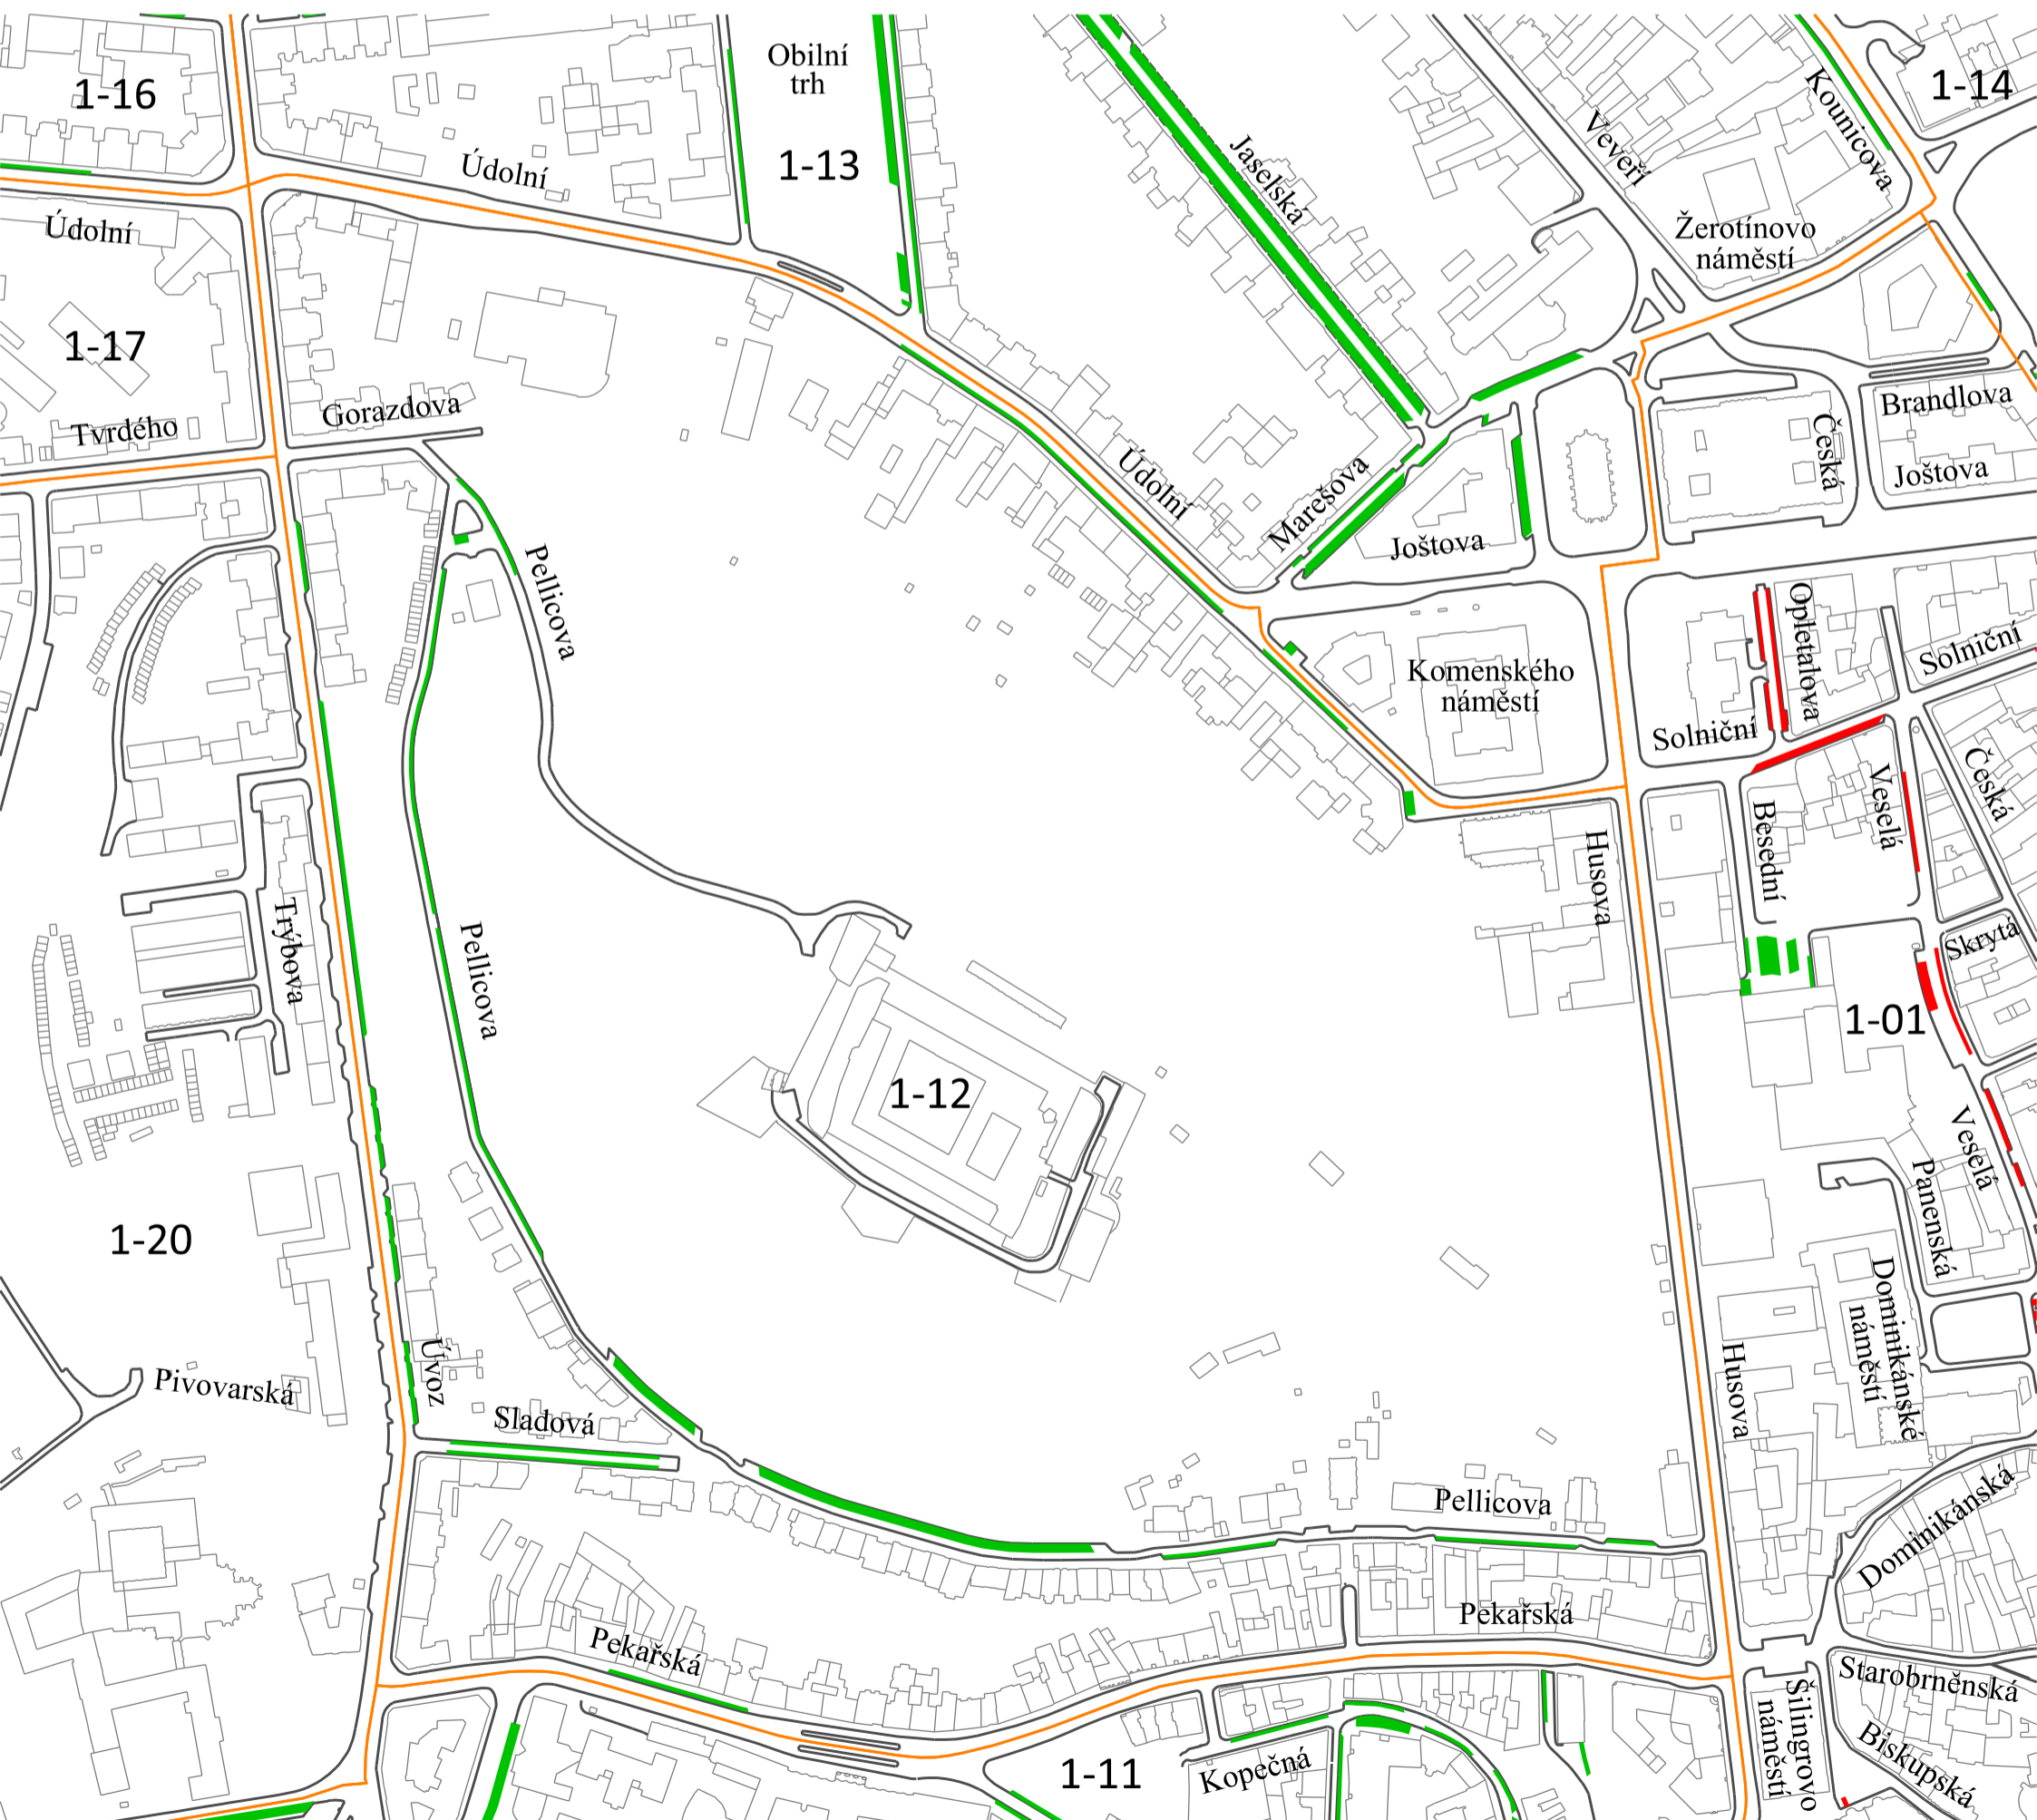 Obilní
trh
1-16
1-14
Kounicova
Veveří
Jaselská
1-13
Údolní
Údolní
Žerotínovo
náměstí
1-17
Gorazdova
Tvrdého
Brandlova
Česká
Joštova
Údolní
Marešova
Joštova
Pellicova
Opletalova
Solniční
Komenského
náměstí
Solniční
Česká
Veselá
Besední
Husova
Trýbova
Pellicova
Skrytá
1-01
1-12
Veselá
Panenská
1-20
Dominikánské
náměstí
Úvoz
Husova
Pivovarská
Sladová
Pellicova
Dominikánská
Pekařská
Pekařská
Starobrněnská
Šilingrovo
náměstí
Biskupská
1-11
Kopečná